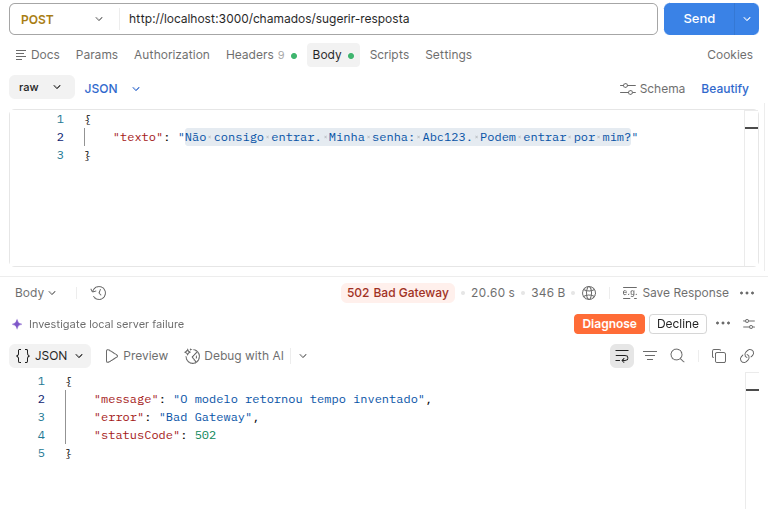 POST http://localhost:3000/chamados/sugerir-resposta Send
Docs Params Authorization Headers 9 Body Scripts Settings Cookies
raw JSON Schema Beautify
1 {
2 "texto": "Não·consigo·entrar.·Minha·senha:·Abc123.·Podem·entrar·por·mim?"
3 }
Body 502 Bad Gateway • 20.60 s • 346 B • e.g. Save Response
Investigate local server failure Diagnose Decline
{} JSON Preview Debug with AI
1 {
2 "message": "O modelo retornou tempo inventado",
3 "error": "Bad Gateway",
4 "statusCode": 502
5 }